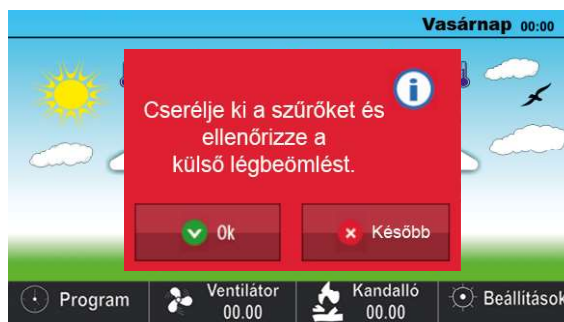 Vasárnap 00:00
Cserélje ki a szűrőket és
ellenőrizze a
külső légbeömlést.
Ok
Később
Program
Ventilátor
00.00
Kandalló
00.00
Beállítások